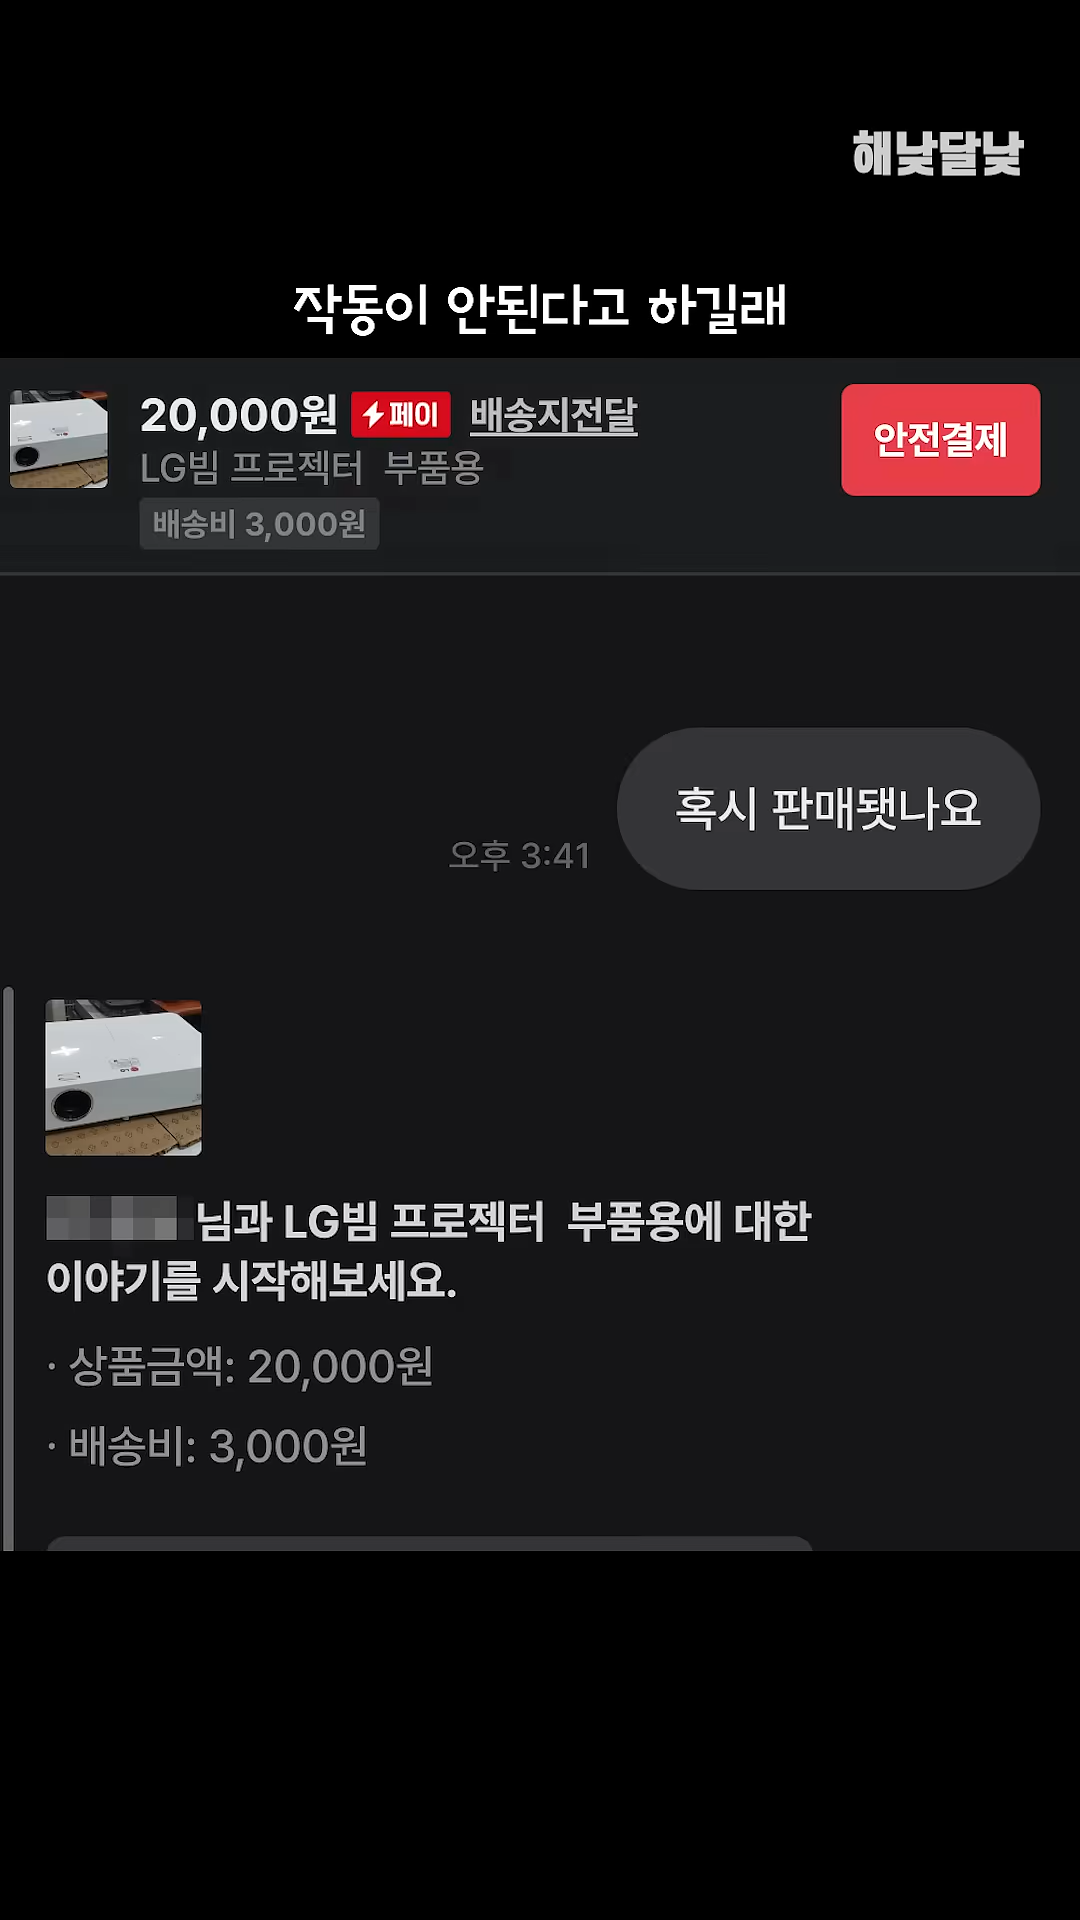 해낮달낮
작동이 안된다고 하길래
20,000원 페이 배송지전달
LG빔 프로젝터 부품용
배송비 3,000원
안전결제
혹시 판매됏나요
오후 3:41
님과 LG빔 프로젝터 부품용에 대한
이야기를 시작해보세요.
· 상품금액: 20,000원
· 배송비: 3,000원